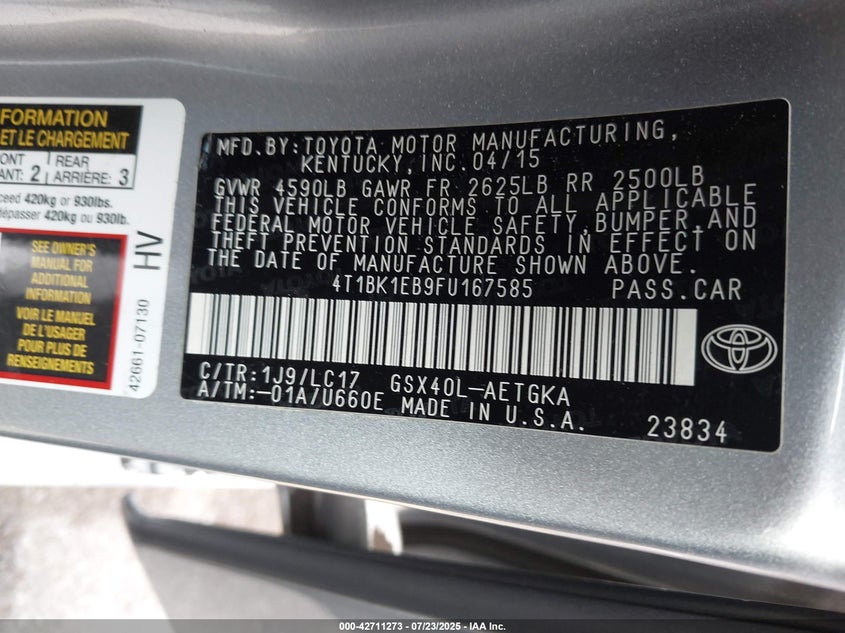 FORMATION
ET LE CHARGEMENT
REAR
2 ARRIÈRE: 3
420kg or 930lbs.
dépasser 420kg ou 930lb.
SEE OWNER'S
MANUAL FOR
ADDITIONAL
INFORMATION
VOIR LE MANUEL
DE L'USAGER
POUR PLUS DE
RENSEIGNEMENTS
HV
42661-07130
MFD.BY:TOYOTA MOTOR MANUFACTURING,
KENTUCKY,INC.04/15
GVWR 4590LB GAWR FR 2625LB RR 2500LB
THIS VEHICLE CONFORMS TO ALL APPLICABLE
FEDERAL MOTOR VEHICLE SAFETY,BUMPER,AND
THEFT PREVENTION STANDARDS IN EFFECT ON
THE DATE OF MANUFACTURE SHOWN ABOVE.
4T1BK1EB9FU167585 PASS.CAR
C/TR:1J9/LC17 GSX40L-AETGKA
A/TM:-01A/U660E MADE IN U.S.A.
23834
000-42711273 - 07/23/2025 - IAA Inc.